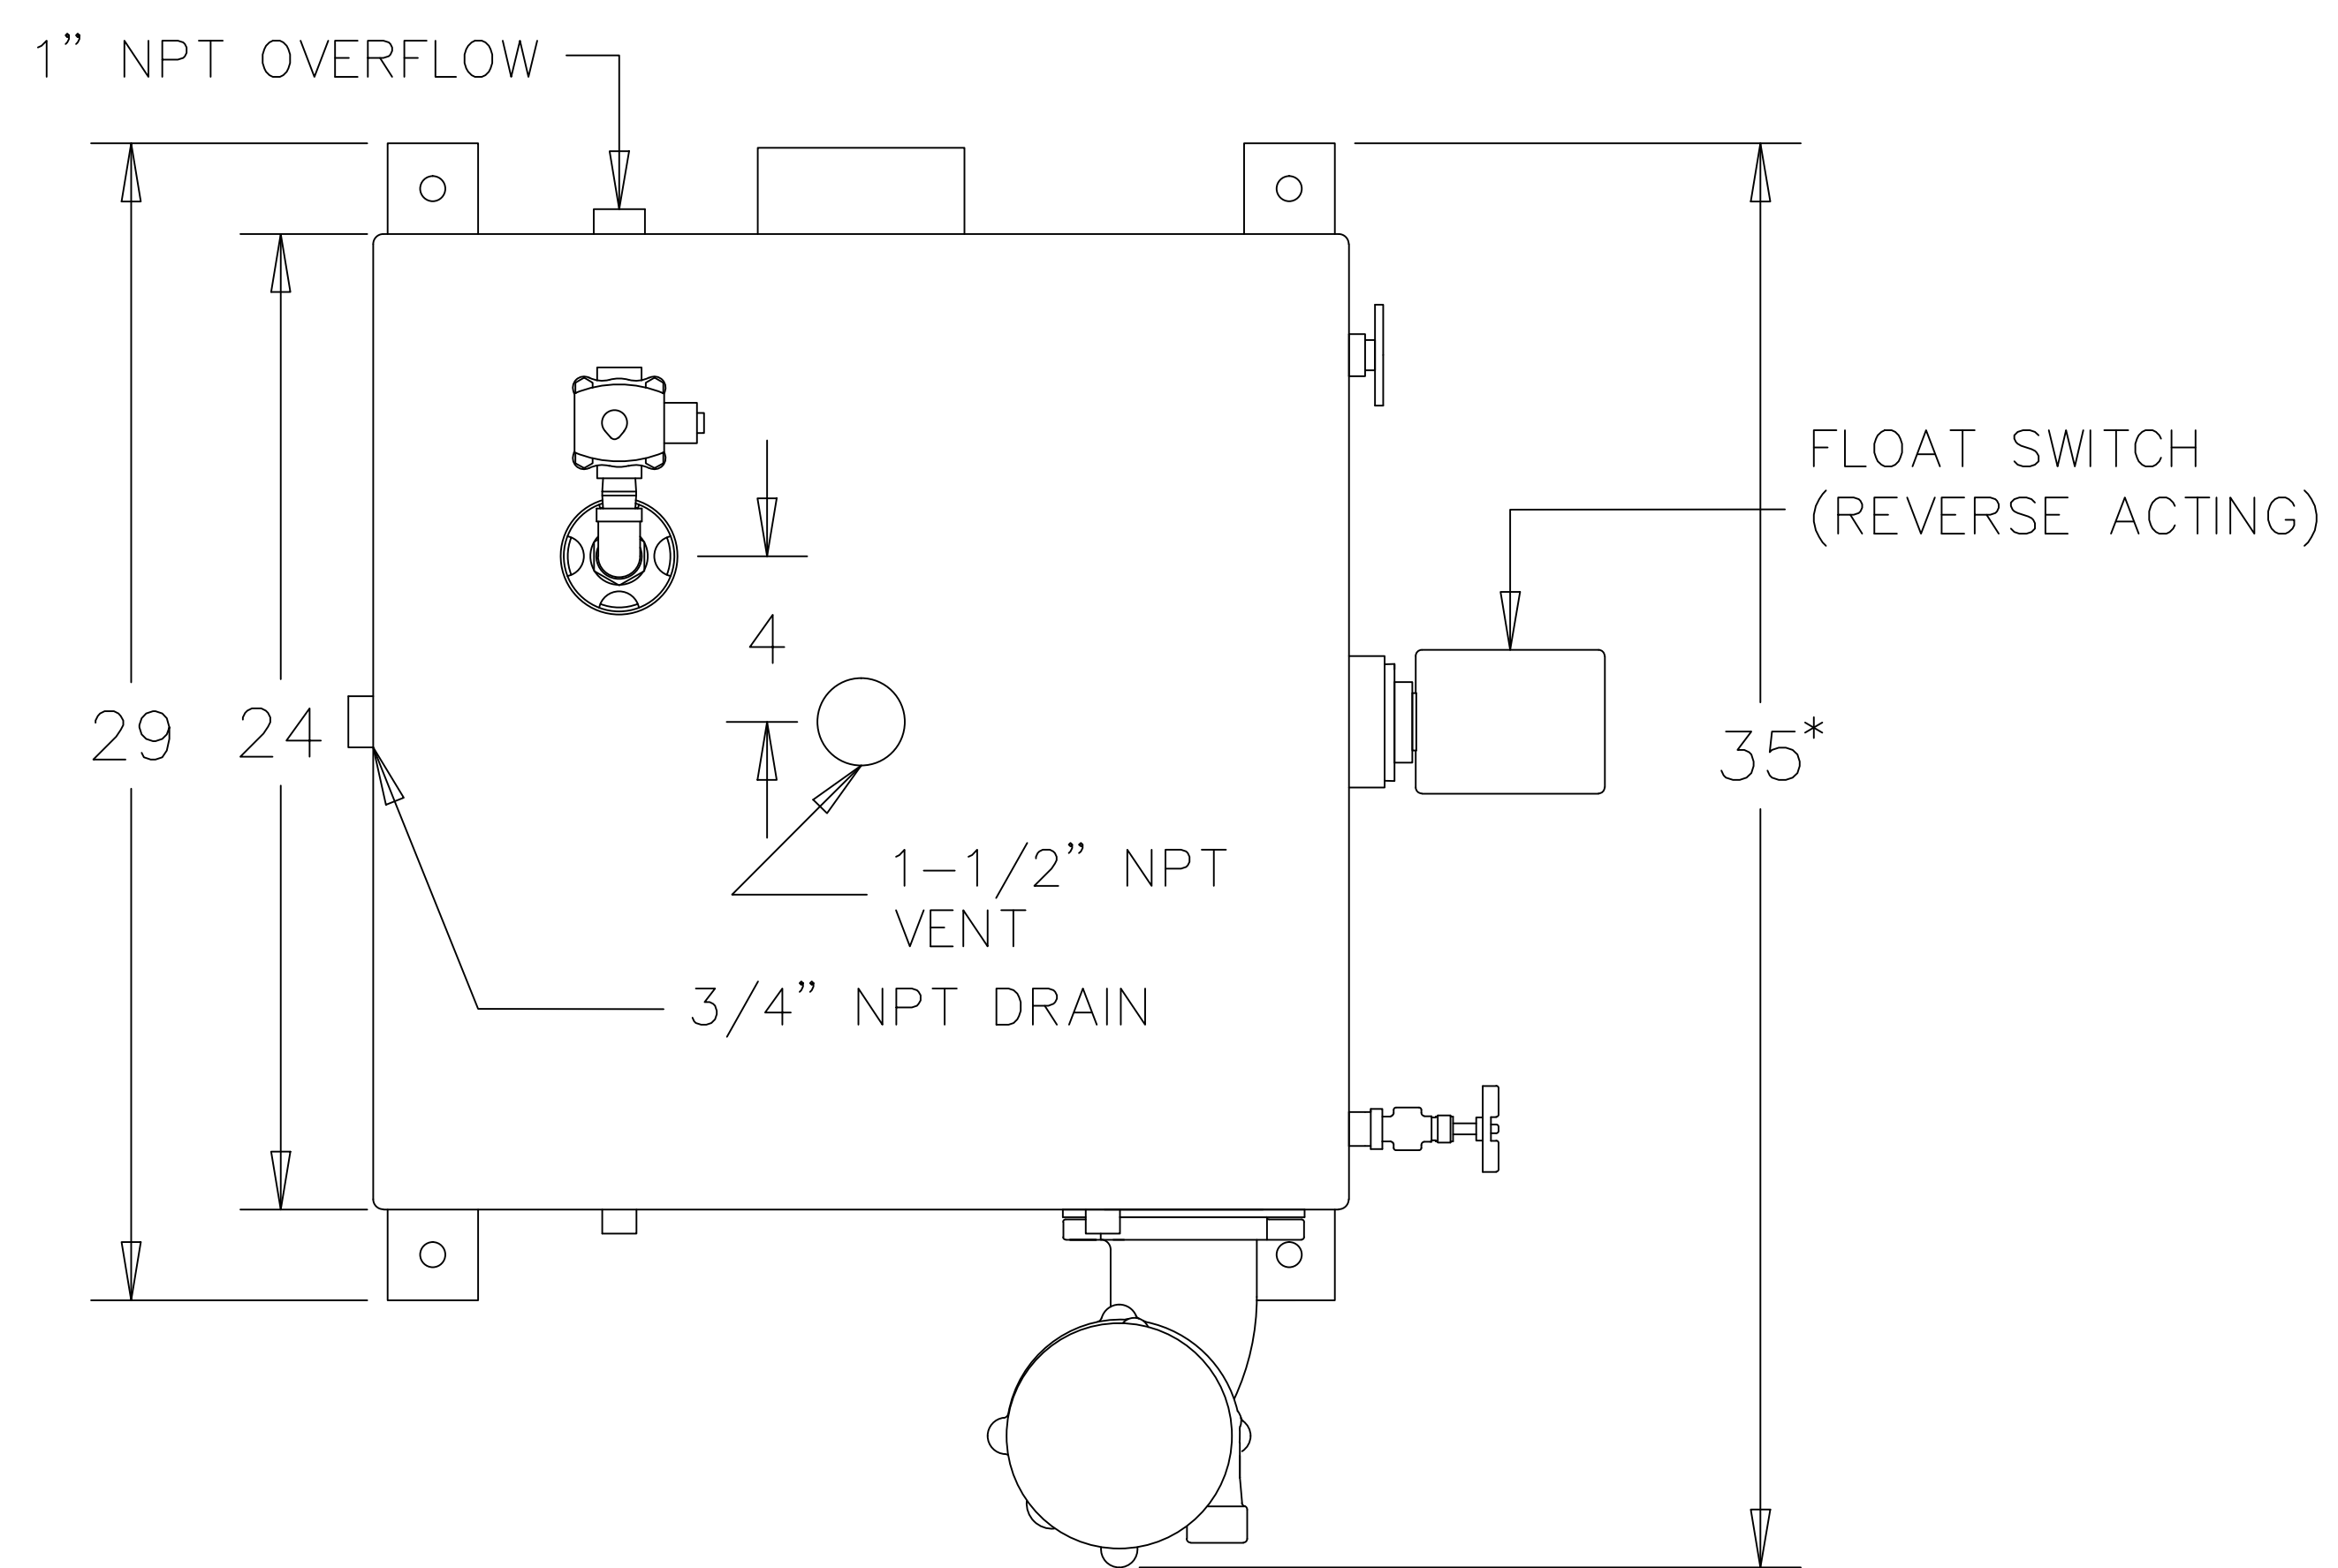 1” NPT OVERFLOW
FLOAT SWITCH
(REVERSE ACTING)
4
29
24
35*
1-1/2” NPT
VENT
3/4” NPT DRAIN